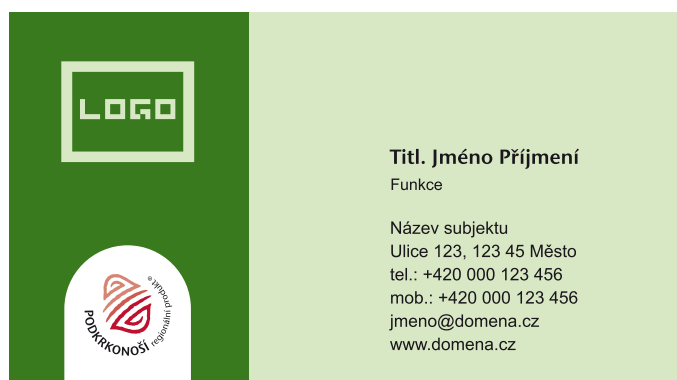 LOGO
PODKRKONOŠÍ regionální produkt®
Titl. Jméno Příjmení
Funkce
Název subjektu
Ulice 123, 123 45 Město
tel.: +420 000 123 456
mob.: +420 000 123 456
jmeno@domena.cz
www.domena.cz